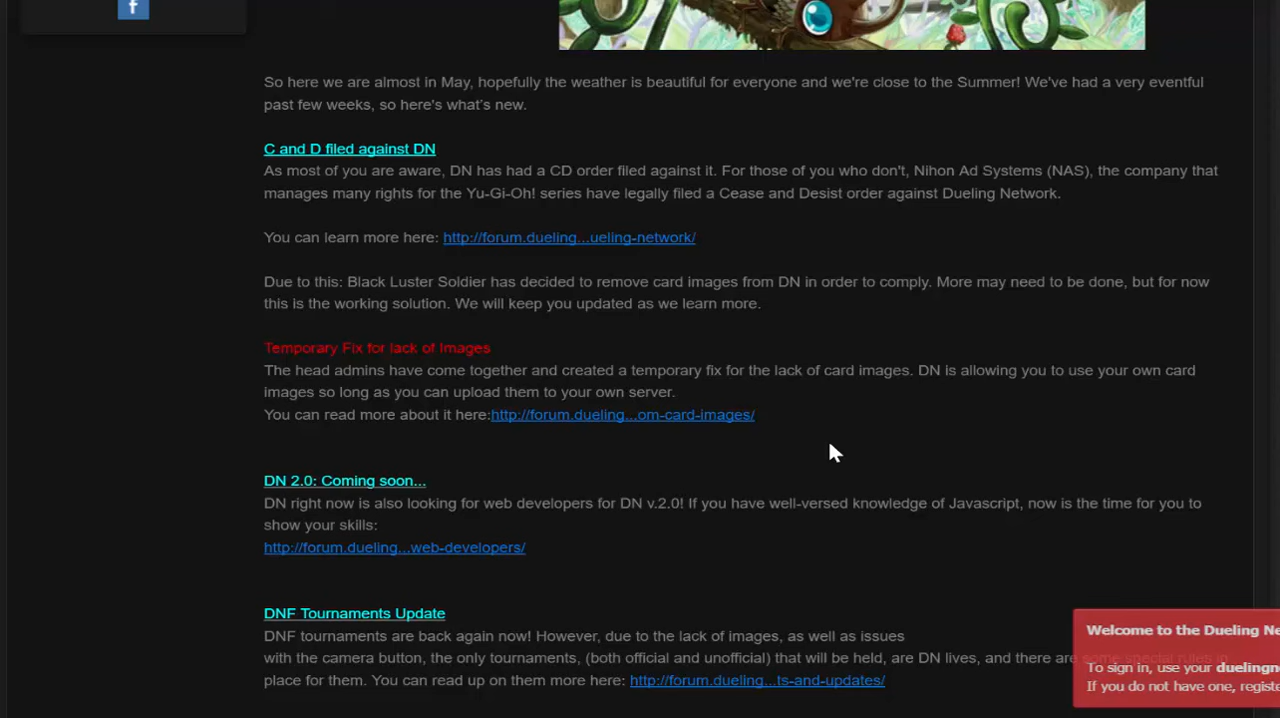 So here we are almost in May, hopefully the weather is beautiful for everyone and we're close to the Summer! We've had a very eventful
past few weeks, so here's what's new.
C and D filed against DN
As most of you are aware, DN has had a CD order filed against it. For those of you who don't, Nihon Ad Systems (NAS), the company that
manages many rights for the Yu-Gi-Oh! series have legally filed a Cease and Desist order against Dueling Network.
You can learn more here: http://forum.dueling...ueling-network/
Due to this: Black Luster Soldier has decided to remove card images from DN in order to comply. More may need to be done, but for now
this is the working solution. We will keep you updated as we learn more.
Temporary Fix for lack of Images
The head admins have come together and created a temporary fix for the lack of card images. DN is allowing you to use your own card
images so long as you can upload them to your own server.
You can read more about it here:http://forum.dueling...om-card-images/
DN 2.0: Coming soon...
DN right now is also looking for web developers for DN v.2.0! If you have well-versed knowledge of Javascript, now is the time for you to
show your skills:
http://forum.dueling...web-developers/
DNF Tournaments Update
DNF tournaments are back again now! However, due to the lack of images, as well as issues
with the camera button, the only tournaments, (both official and unofficial) that will be held, are DN lives, and there are some special rules in
place for them. You can read up on them more here: http://forum.dueling...ts-and-updates/
Welcome to the Dueling Ne
To sign in, use your duelingn
If you do not have one, registe